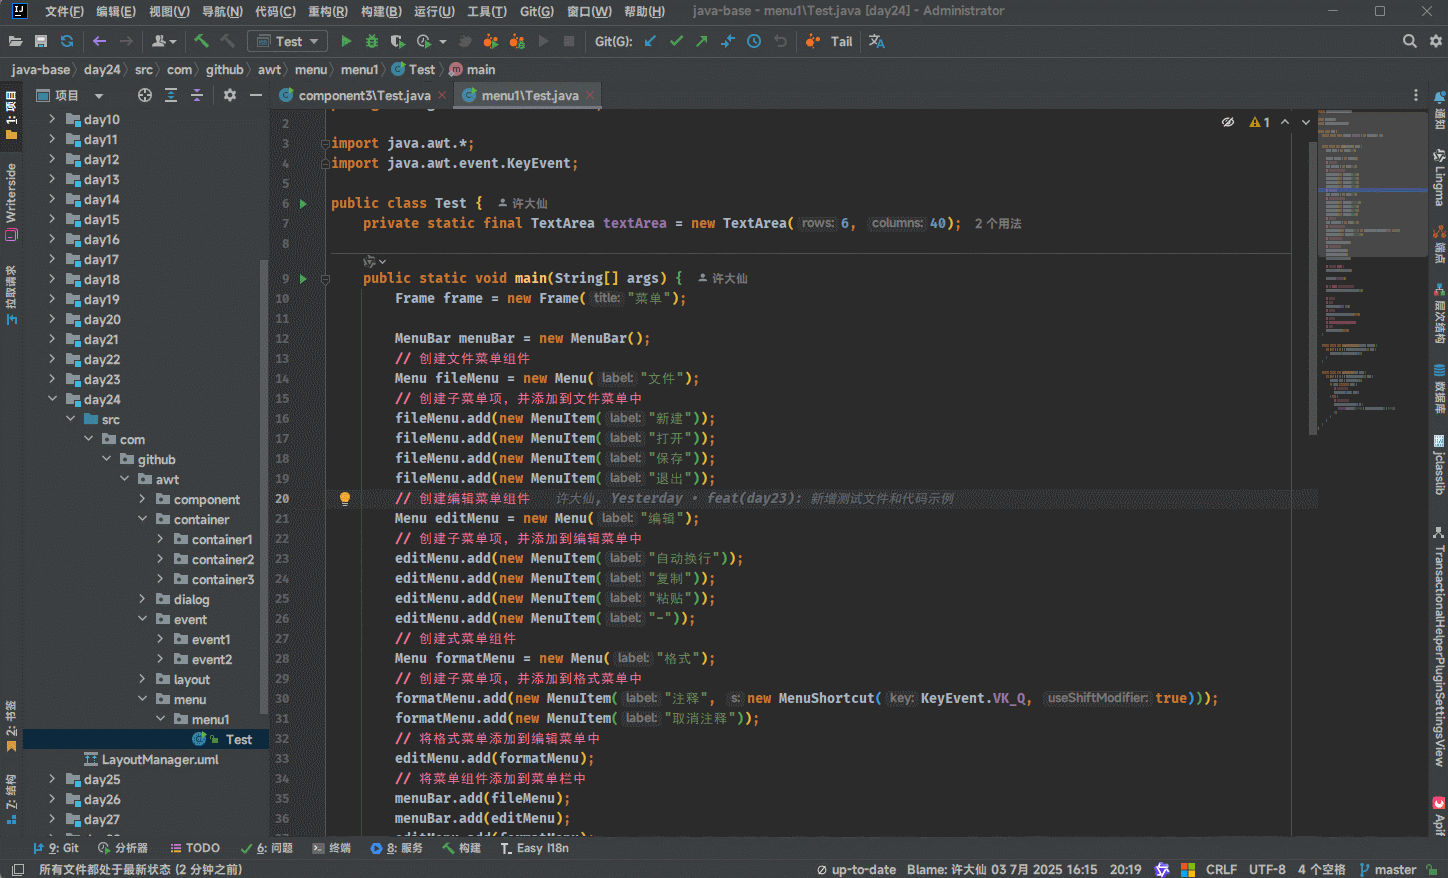 文件(F) 编辑(E) 视图(V) 导航(N) 代码(C) 重构(R) 构建(B) 运行(U) 工具(T) Git(G) 窗口(W) 帮助(H) java-base - menu1\Test.java [day24] - Administrator
Test Git(G): Tail
java-base day24 src com github awt menu menu1 Test main
项目 component3\Test.java menu1\Test.java
1: 项目
Writerside
拉取请求
2: 书签
7: 结构
day10
day11
day12
day13
day14
day15
day16
day17
day18
day19
day20
day21
day22
day23
day24
src
com
github
awt
component
container
container1
container2
container3
dialog
event
event1
event2
layout
menu
menu1
Test
LayoutManager.uml
day25
day26
day27
1
2
3 import java.awt.*;
4 import java.awt.event.KeyEvent;
5
6 public class Test { 许大仙
7 private static final TextArea textArea = new TextArea( rows: 6, columns: 40); 2 个用法
8
9 public static void main(String[] args) { 许大仙
10 Frame frame = new Frame( title: "菜单");
11
12 MenuBar menuBar = new MenuBar();
13 // 创建文件菜单组件
14 Menu fileMenu = new Menu( label: "文件");
15 // 创建子菜单项，并添加到文件菜单中
16 fileMenu.add(new MenuItem( label: "新建"));
17 fileMenu.add(new MenuItem( label: "打开"));
18 fileMenu.add(new MenuItem( label: "保存"));
19 fileMenu.add(new MenuItem( label: "退出"));
20 // 创建编辑菜单组件 许大仙, Yesterday • feat(day23): 新增测试文件和代码示例
21 Menu editMenu = new Menu( label: "编辑");
22 // 创建子菜单项，并添加到编辑菜单中
23 editMenu.add(new MenuItem( label: "自动换行"));
24 editMenu.add(new MenuItem( label: "复制"));
25 editMenu.add(new MenuItem( label: "粘贴"));
26 editMenu.add(new MenuItem( label: "-"));
27 // 创建式菜单组件
28 Menu formatMenu = new Menu( label: "格式");
29 // 创建子菜单项，并添加到格式菜单中
30 formatMenu.add(new MenuItem( label: "注释", s: new MenuShortcut( key: KeyEvent.VK_Q, useShiftModifier: true)));
31 formatMenu.add(new MenuItem( label: "取消注释"));
32 // 将格式菜单添加到编辑菜单中
33 editMenu.add(formatMenu);
34 // 将菜单组件添加到菜单栏中
35 menuBar.add(fileMenu);
36 menuBar.add(editMenu);
通知
Lingma
端点
层次结构
数据库
jclasslib
TransactionalHelperPluginSettingsView
Apif
9: Git 分析器 TODO 6: 问题 终端 8: 服务 构建 Easy I18n
所有文件都处于最新状态 (2 分钟之前) up-to-date Blame: 许大仙 03 7月 2025 16:15 20:19 CRLF UTF-8 4 个空格 master